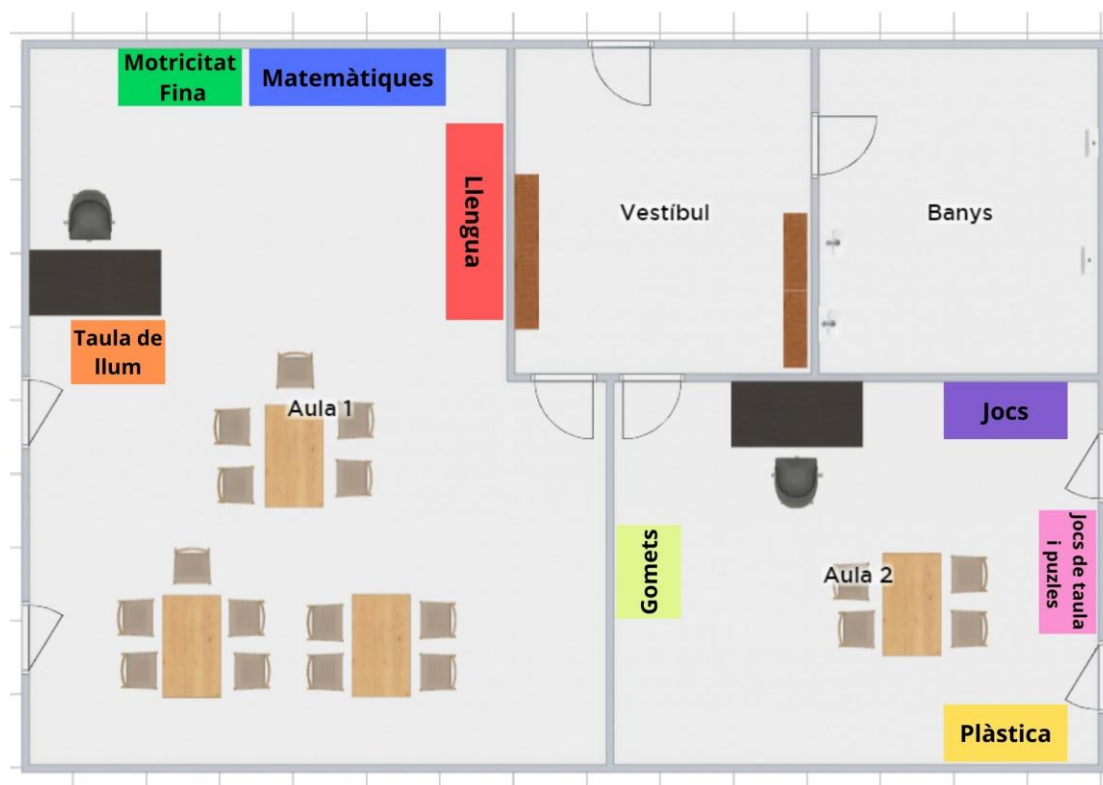 Motricitat
Fina
Matemàtiques
Llengua
Vestíbul
Banys
Taula de
llum
Aula 1
Jocs
Gomets
Aula 2
Jocs de taula
i puzles
Plàstica